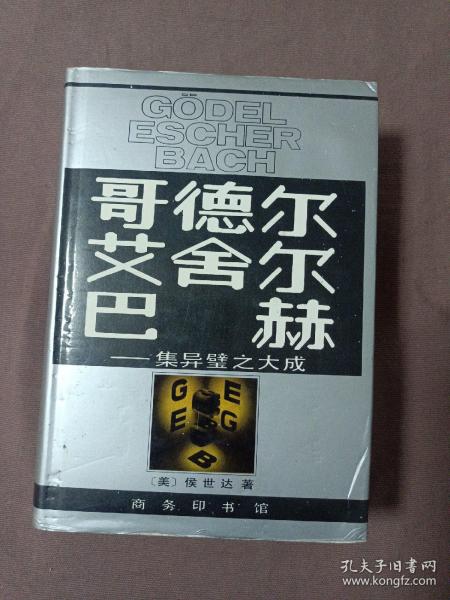 GÖDEL
ESCHER
BACH
哥德尔
艾舍尔
巴 赫
——集异璧之大成
G E
E G
B B
〔美〕侯世达 著
商务印书馆
孔夫子旧书网
www.kongfz.com